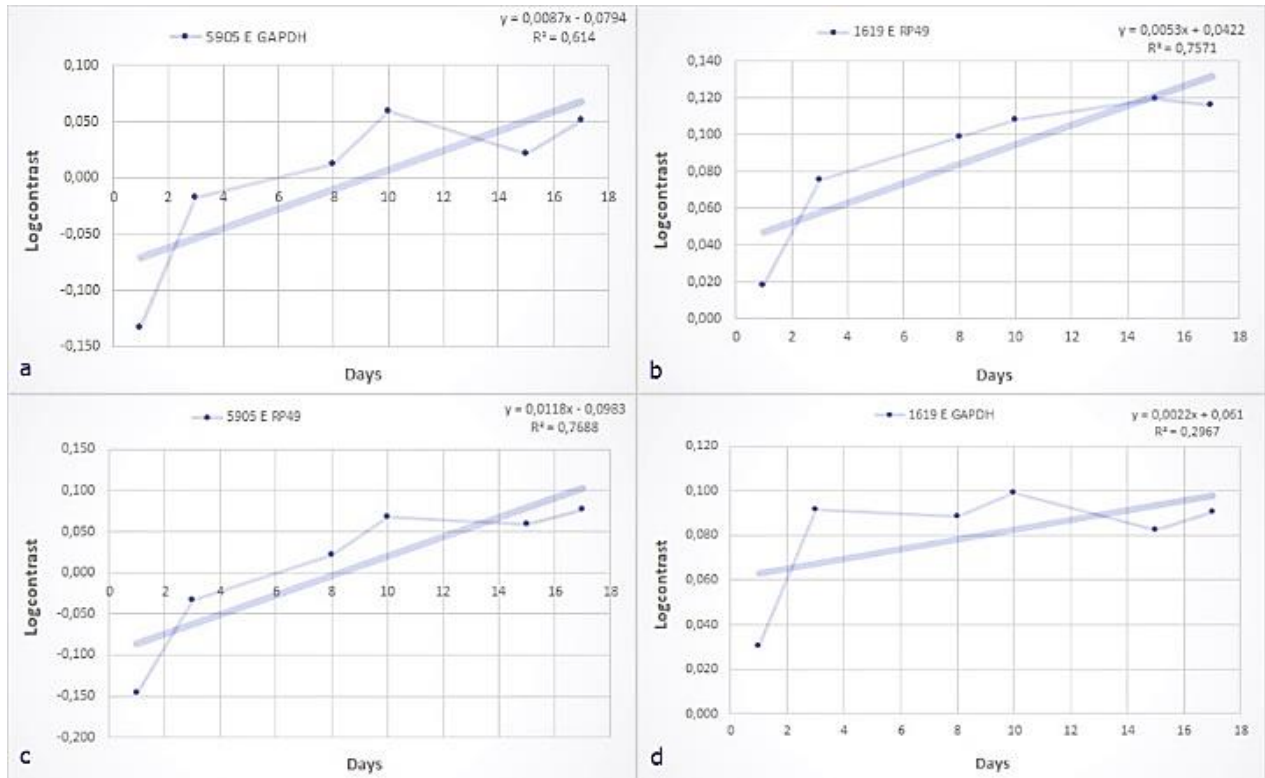 5905 E GAPDH
y = 0,0087x - 0,0794
R² = 0,614
0,100
0,050
0,000
-0,050
-0,100
-0,150
0 2 4 6 8 10 12 14 16 18
Logcontrast
Days
a
1619 E RP49
y = 0,0053x + 0,0422
R² = 0,7571
0,140
0,120
0,100
0,080
0,060
0,040
0,020
0,000
0 2 4 6 8 10 12 14 16 18
Logcontrast
Days
b
5905 E RP49
y = 0,0118x - 0,0983
R² = 0,7688
0,150
0,100
0,050
0,000
-0,050
-0,100
-0,150
-0,200
0 2 4 6 8 10 12 14 16 18
Logcontrast
Days
c
1619 E GAPDH
y = 0,0022x + 0,061
R² = 0,2967
0,120
0,100
0,080
0,060
0,040
0,020
0,000
0 2 4 6 8 10 12 14 16 18
Logcontrast
Days
d